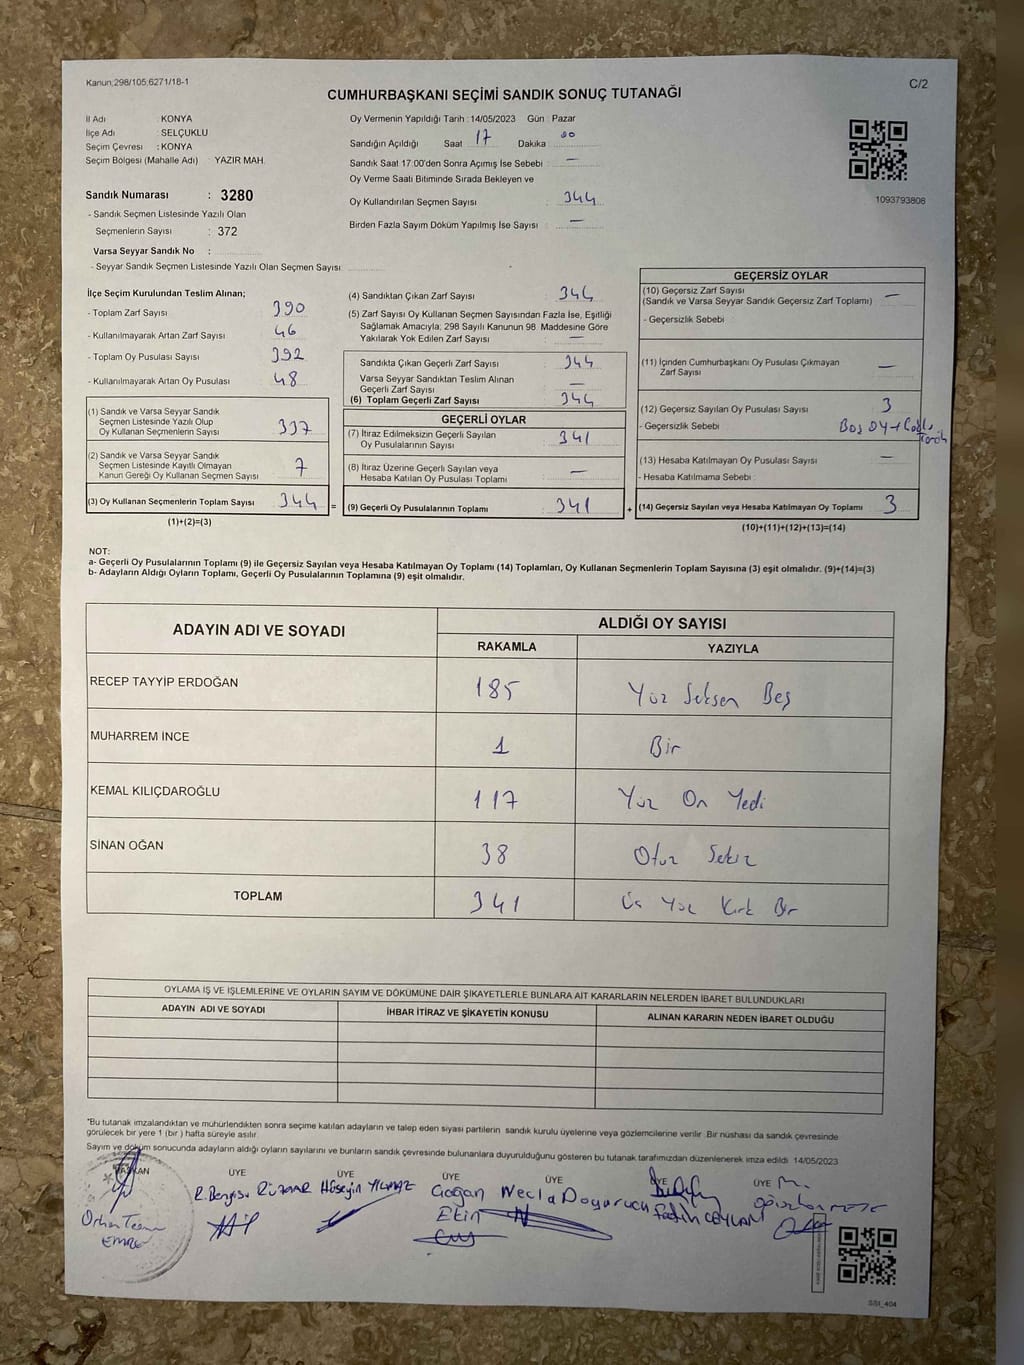 Kanun;298/105;6271/18-1
C/2
CUMHURBAŞKANI SEÇİMİ SANDIK SONUÇ TUTANAĞI
İl Adı : KONYA
İlçe Adı : SELÇUKLU
Seçim Çevresi : KONYA
Seçim Bölgesi (Mahalle Adı) YAZIR MAH.
Sandık Numarası : 3280
- Sandık Seçmen Listesinde Yazılı Olan
Seçmenlerin Sayısı : 372
Varsa Seyyar Sandık No :
- Seyyar Sandık Seçmen Listesinde Yazılı Olan Seçmen Sayısı
Oy Vermenin Yapıldığı Tarih : 14/05/2023 Gün : Pazar
Sandığın Açıldığı Saat 17 Dakika 00
Sandık Saat 17:00'den Sonra Açımış İse Sebebi : —
Oy Verme Saati Bitiminde Sırada Bekleyen ve
Oy Kullandırılan Seçmen Sayısı : 344
Birden Fazla Sayım Döküm Yapılmış İse Sayısı : —
1093793808
İlçe Seçim Kurulundan Teslim Alınan;
- Toplam Zarf Sayısı : 390
- Kullanılmayarak Artan Zarf Sayısı : 46
- Toplam Oy Pusulası Sayısı : 392
- Kullanılmayarak Artan Oy Pusulası : 48
(1) Sandık ve Varsa Seyyar Sandık
Seçmen Listesinde Yazılı Olup
Oy Kullanan Seçmenlerin Sayısı : 337
(2) Sandık ve Varsa Seyyar Sandık
Seçmen Listesinde Kayıtlı Olmayan
Kanun Gereği Oy Kullanan Seçmen Sayısı : 7
(3) Oy Kullanan Seçmenlerin Toplam Sayısı : 344 =
(1)+(2)=(3)
(4) Sandıktan Çıkan Zarf Sayısı : 344
(5) Zarf Sayısı Oy Kullanan Seçmen Sayısından Fazla İse, Eşitliği
Sağlamak Amacıyla; 298 Sayılı Kanunun 98 Maddesine Göre
Yakılarak Yok Edilen Zarf Sayısı : —
Sandıkta Çıkan Geçerli Zarf Sayısı : 344
Varsa Seyyar Sandıktan Teslim Alınan
Geçerli Zarf Sayısı : —
(6) Toplam Geçerli Zarf Sayısı : 344
GEÇERLİ OYLAR
(7) İtiraz Edilmeksizin Geçerli Sayılan
Oy Pusulalarının Sayısı : 341
(8) İtiraz Üzerine Geçerli Sayılan veya
Hesaba Katılan Oy Pusulası Toplamı : —
(9) Geçerli Oy Pusulalarının Toplamı : 341 +
GEÇERSİZ OYLAR
(10) Geçersiz Zarf Sayısı
(Sandık ve Varsa Seyyar Sandık Geçersiz Zarf Toplamı) : —
- Geçersizlik Sebebi :
(11) İçinden Cumhurbaşkanı Oy Pusulası Çıkmayan
Zarf Sayısı : —
(12) Geçersiz Sayılan Oy Pusulası Sayısı : 3
- Geçersizlik Sebebi : Boş Oy +
(13) Hesaba Katılmayan Oy Pusulası Sayısı : —
- Hesaba Katılmama Sebebi :
(14) Geçersiz Sayılan veya Hesaba Katılmayan Oy Toplamı : 3
(10)+(11)+(12)+(13)=(14)
NOT:
a- Geçerli Oy Pusulalarının Toplamı (9) ile Geçersiz Sayılan veya Hesaba Katılmayan Oy Toplamı (14) Toplamları, Oy Kullanan Seçmenlerin Toplam Sayısına (3) eşit olmalıdır. (9)+(14)=(3)
b- Adayların Aldığı Oyların Toplamı, Geçerli Oy Pusulalarının Toplamına (9) eşit olmalıdır.
ADAYIN ADI VE SOYADI
ALDIĞI OY SAYISI
RAKAMLA YAZIYLA
RECEP TAYYİP ERDOĞAN 185 Yüz Seksen Beş
MUHARREM İNCE 1 Bir
KEMAL KILIÇDAROĞLU 117 Yüz On Yedi
SİNAN OĞAN 38 Otuz Sekiz
TOPLAM 341 Üç Yüz Kırk Bir
OYLAMA İŞ VE İŞLEMLERİNE VE OYLARIN SAYIM VE DÖKÜMÜNE DAİR ŞİKAYETLERLE BUNLARA AİT KARARLARIN NELERDEN İBARET BULUNDUKLARI
ADAYIN ADI VE SOYADI İHBAR İTİRAZ VE ŞİKAYETİN KONUSU ALINAN KARARIN NEDEN İBARET OLDUĞU
*Bu tutanak imzalandıktan ve mühürlendikten sonra seçime katılan adayların ve talep eden siyasi partilerin sandık kurulu üyelerine veya gözlemcilerine verilir. Bir nüshası da sandık çevresinde
görülecek bir yere 1 (bir ) hafta süreyle asılır.
Sayım ve döküm sonucunda adayların aldığı oyların sayılarını ve bunların sandık çevresinde bulunanlara duyurulduğunu gösteren bu tutanak tarafımızdan düzenlenerek imza edildi. 14/05/2023
BAŞKAN ÜYE ÜYE ÜYE ÜYE ÜYE ÜYE
Orhan EMRE
R. Bengisu RÜZGAR
Hüseyin YILMAZ
Gogan Ekin
Necla Doğurucu
Fatih CEYLAN
METE
SSI_404